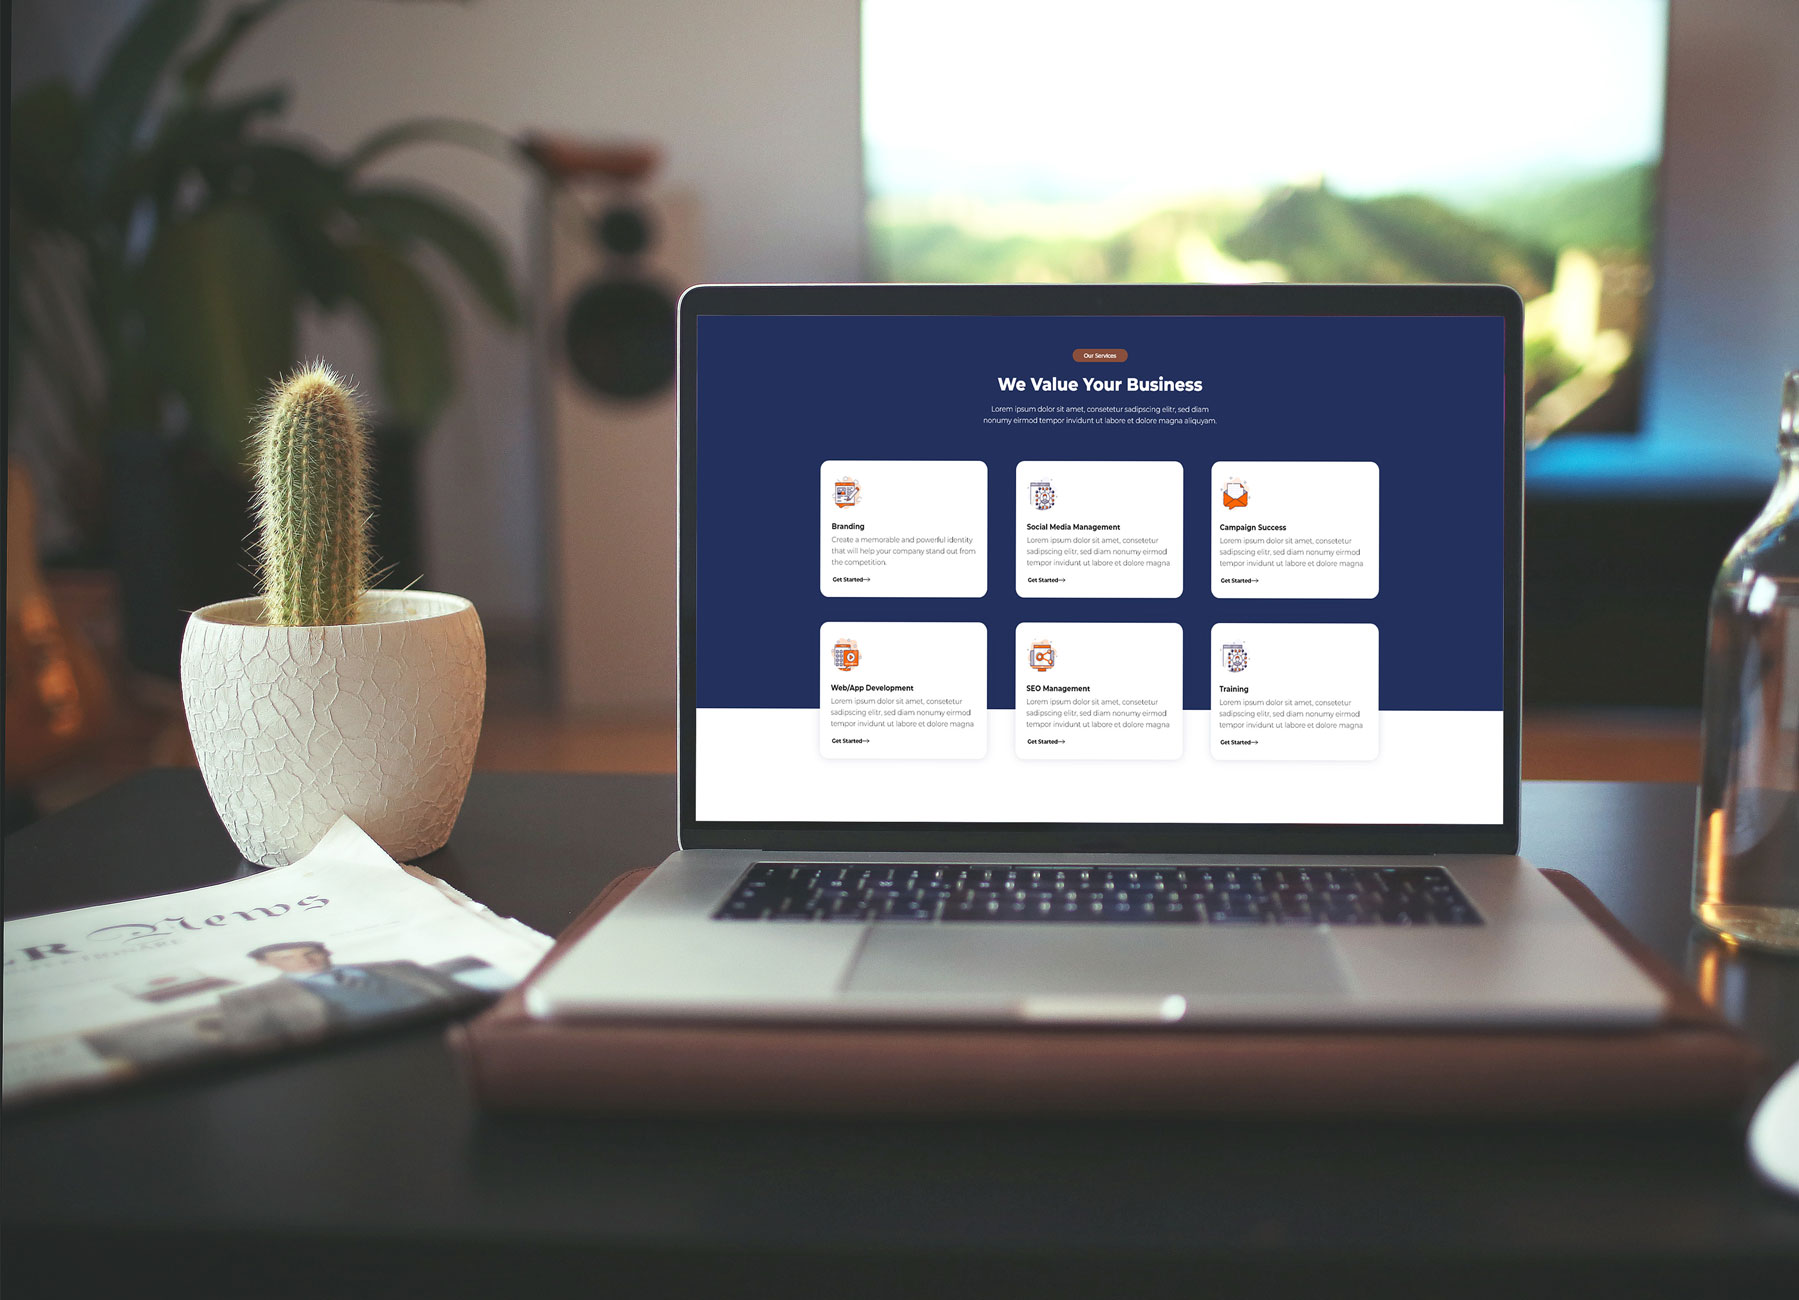 Our Services
We Value Your Business
Lorem ipsum dolor sit amet, consetetur sadipscing elitr, sed diam
nonumy eirmod tempor invidunt ut labore et dolore magna aliquyam.
Branding
Create a memorable and powerful identity
that will help your company stand out from
the competition.
Get Started
Social Media Management
Lorem ipsum dolor sit amet, consetetur
sadipscing elitr, sed diam nonumy eirmod
tempor invidunt ut labore et dolore magna
Get Started
Campaign Success
Lorem ipsum dolor sit amet, consetetur
sadipscing elitr, sed diam nonumy eirmod
tempor invidunt ut labore et dolore magna
Get Started
Web/App Development
Lorem ipsum dolor sit amet, consetetur
sadipscing elitr, sed diam nonumy eirmod
tempor invidunt ut labore et dolore magna
Get Started
SEO Management
Lorem ipsum dolor sit amet, consetetur
sadipscing elitr, sed diam nonumy eirmod
tempor invidunt ut labore et dolore magna
Get Started
Training
Lorem ipsum dolor sit amet, consetetur
sadipscing elitr, sed diam nonumy eirmod
tempor invidunt ut labore et dolore magna
Get Started
News